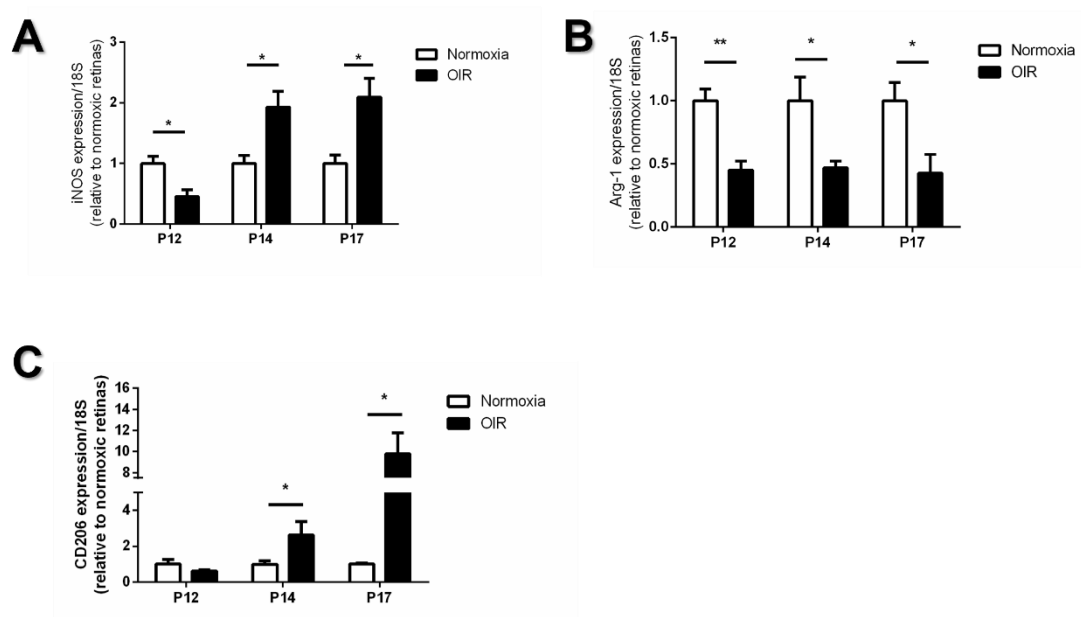 A
iNOS expression/18S
(relative to normoxic retinas)
3
2
1
0
*
*
*
P12
P14
P17
Normoxia
OIR
B
Arg-1 expression/18S
(relative to normoxic retinas)
1.5
1.0
0.5
0.0
**
*
*
P12
P14
P17
Normoxia
OIR
C
CD206 expression/18S
(relative to normoxic retinas)
16
14
12
10
8
4
2
0
*
*
P12
P14
P17
Normoxia
OIR